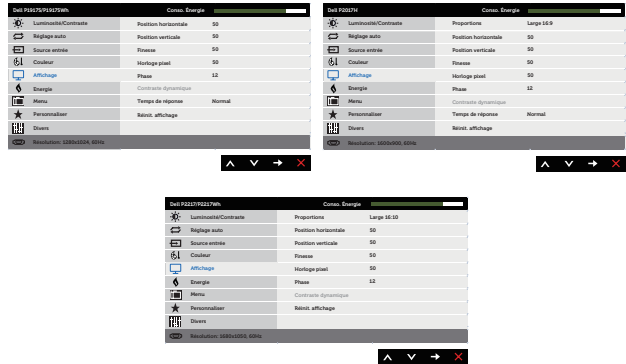 Dell P1917S/P1917SWh Conso. Énergie
Luminosité/Contraste Position horizontale 50
Réglage auto Position verticale 50
Source entrée Finesse 50
Couleur Horloge pixel 50
Affichage Phase 12
Energie Contraste dynamique
Menu Temps de réponse Normal
Personnaliser Réinit. affichage
Divers
Résolution: 1280x1024, 60Hz
Dell P2017H Conso. Énergie
Luminosité/Contraste Proportions Large 16:9
Réglage auto Position horizontale 50
Source entrée Position verticale 50
Couleur Finesse 50
Affichage Horloge pixel 50
Energie Phase 12
Menu Contraste dynamique
Personnaliser Temps de réponse Normal
Divers Réinit. affichage
Résolution: 1600x900, 60Hz
Dell P2217/P2217Wh Conso. Énergie
Luminosité/Contraste Proportions Large 16:10
Réglage auto Position horizontale 50
Source entrée Position verticale 50
Couleur Finesse 50
Affichage Horloge pixel 50
Energie Phase 12
Menu Contraste dynamique
Personnaliser Réinit. affichage
Divers
Résolution: 1680x1050, 60Hz